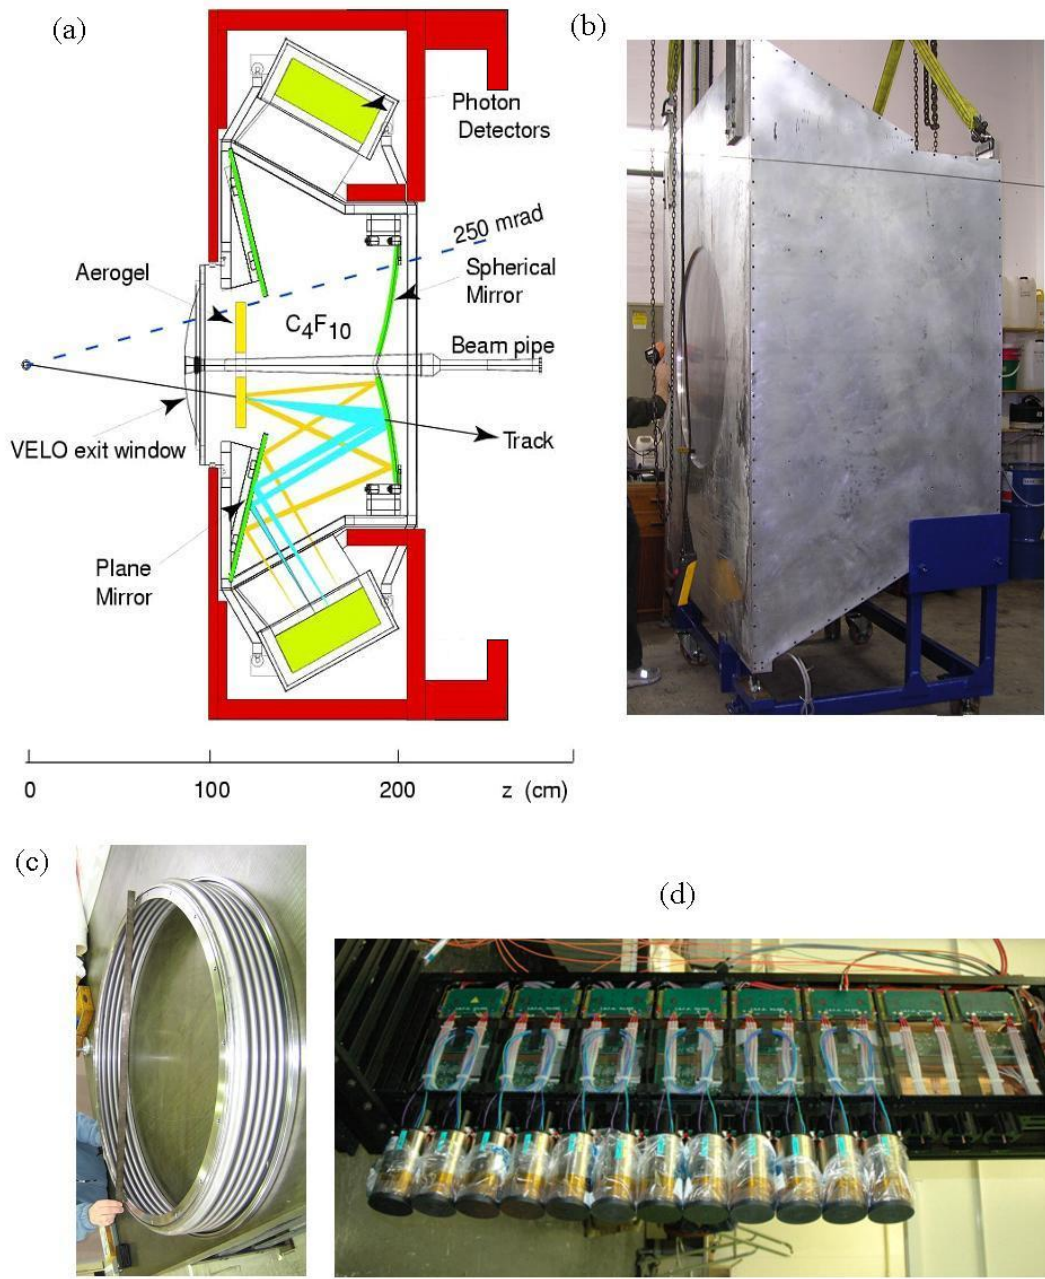 (a)
Photon
Detectors
250 mrad
Aerogel
Spherical
Mirror
C4F10
Beam pipe
VELO exit window
Track
Plane
Mirror
0 100 200 z (cm)
(b)
(c)
(d)